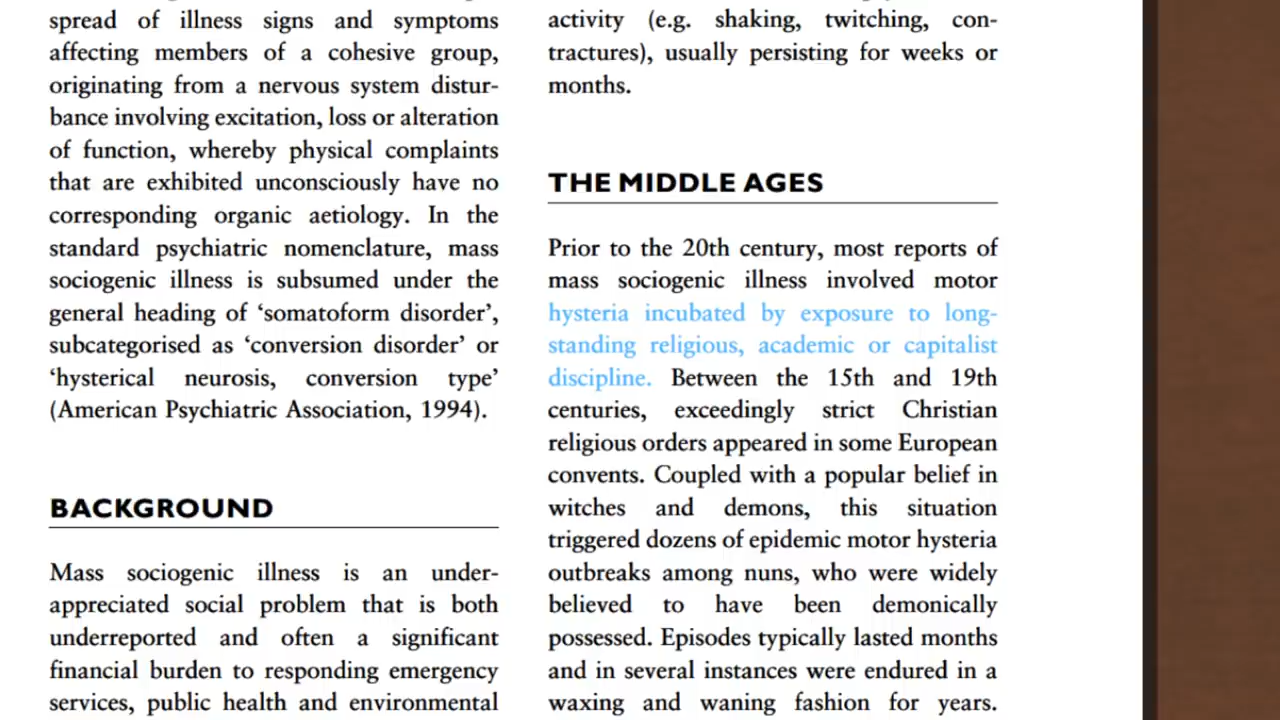 spread of illness signs and symptoms
affecting members of a cohesive group,
originating from a nervous system distur-
bance involving excitation, loss or alteration
of function, whereby physical complaints
that are exhibited unconsciously have no
corresponding organic aetiology. In the
standard psychiatric nomenclature, mass
sociogenic illness is subsumed under the
general heading of ‘somatoform disorder’,
subcategorised as ‘conversion disorder’ or
‘hysterical neurosis, conversion type’
(American Psychiatric Association, 1994).
BACKGROUND
Mass sociogenic illness is an under-
appreciated social problem that is both
underreported and often a significant
financial burden to responding emergency
services, public health and environmental
activity (e.g. shaking, twitching, con-
tractures), usually persisting for weeks or
months.
THE MIDDLE AGES
Prior to the 20th century, most reports of
mass sociogenic illness involved motor
hysteria incubated by exposure to long-
standing religious, academic or capitalist
discipline. Between the 15th and 19th
centuries, exceedingly strict Christian
religious orders appeared in some European
convents. Coupled with a popular belief in
witches and demons, this situation
triggered dozens of epidemic motor hysteria
outbreaks among nuns, who were widely
believed to have been demonically
possessed. Episodes typically lasted months
and in several instances were endured in a
waxing and waning fashion for years.